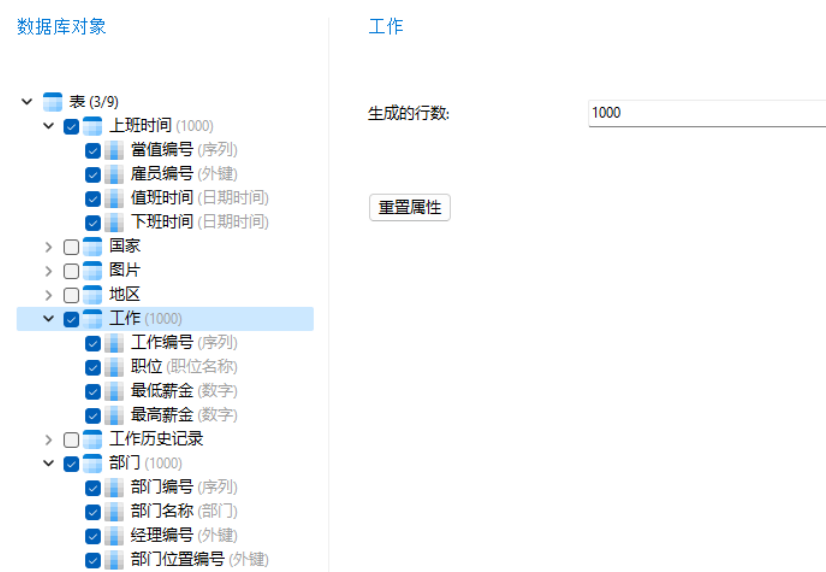 数据库对象
工作
表 (3/9)
上班时间 (1000)
生成的行数:
1000
當值编号 (序列)
雇员编号 (外键)
值班时间 (日期时间)
下班时间 (日期时间)
重置属性
国家
图片
地区
工作 (1000)
工作编号 (序列)
职位 (职位名称)
最低薪金 (数字)
最高薪金 (数字)
工作历史记录
部门 (1000)
部门编号 (序列)
部门名称 (部门)
经理编号 (外键)
部门位置编号 (外键)